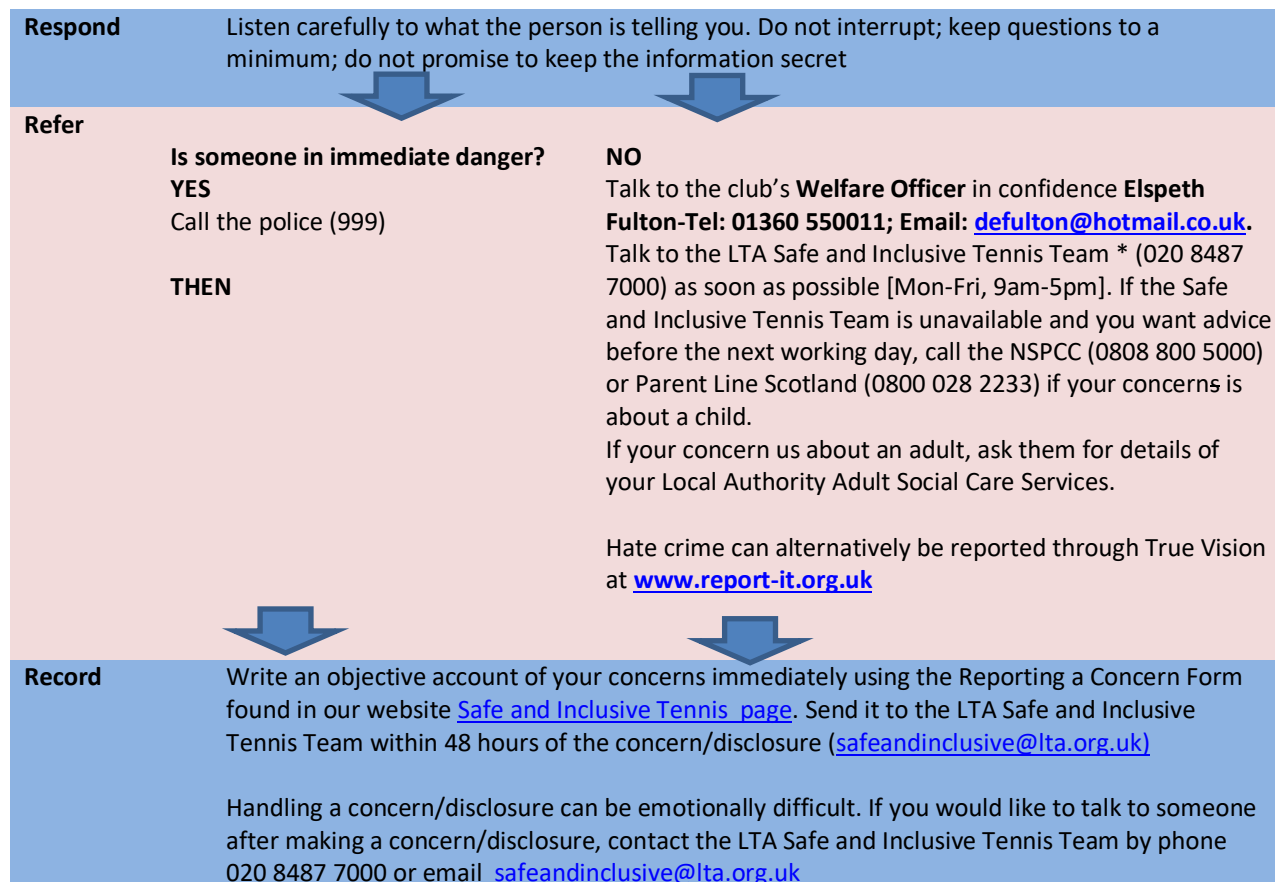 Respond
Listen carefully to what the person is telling you. Do not interrupt; keep questions to a
minimum; do not promise to keep the information secret
Refer
Is someone in immediate danger?
YES
Call the police (999)
THEN
NO
Talk to the club’s Welfare Officer in confidence Elspeth
Fulton-Tel: 01360 550011; Email: defulton@hotmail.co.uk.
Talk to the LTA Safe and Inclusive Tennis Team * (020 8487
7000) as soon as possible [Mon-Fri, 9am-5pm]. If the Safe
and Inclusive Tennis Team is unavailable and you want advice
before the next working day, call the NSPCC (0808 800 5000)
or Parent Line Scotland (0800 028 2233) if your concerns is
about a child.
If your concern us about an adult, ask them for details of
your Local Authority Adult Social Care Services.
Hate crime can alternatively be reported through True Vision
at www.report-it.org.uk
Record
Write an objective account of your concerns immediately using the Reporting a Concern Form
found in our website Safe and Inclusive Tennis page. Send it to the LTA Safe and Inclusive
Tennis Team within 48 hours of the concern/disclosure (safeandinclusive@lta.org.uk)
Handling a concern/disclosure can be emotionally difficult. If you would like to talk to someone
after making a concern/disclosure, contact the LTA Safe and Inclusive Tennis Team by phone
020 8487 7000 or email safeandinclusive@lta.org.uk